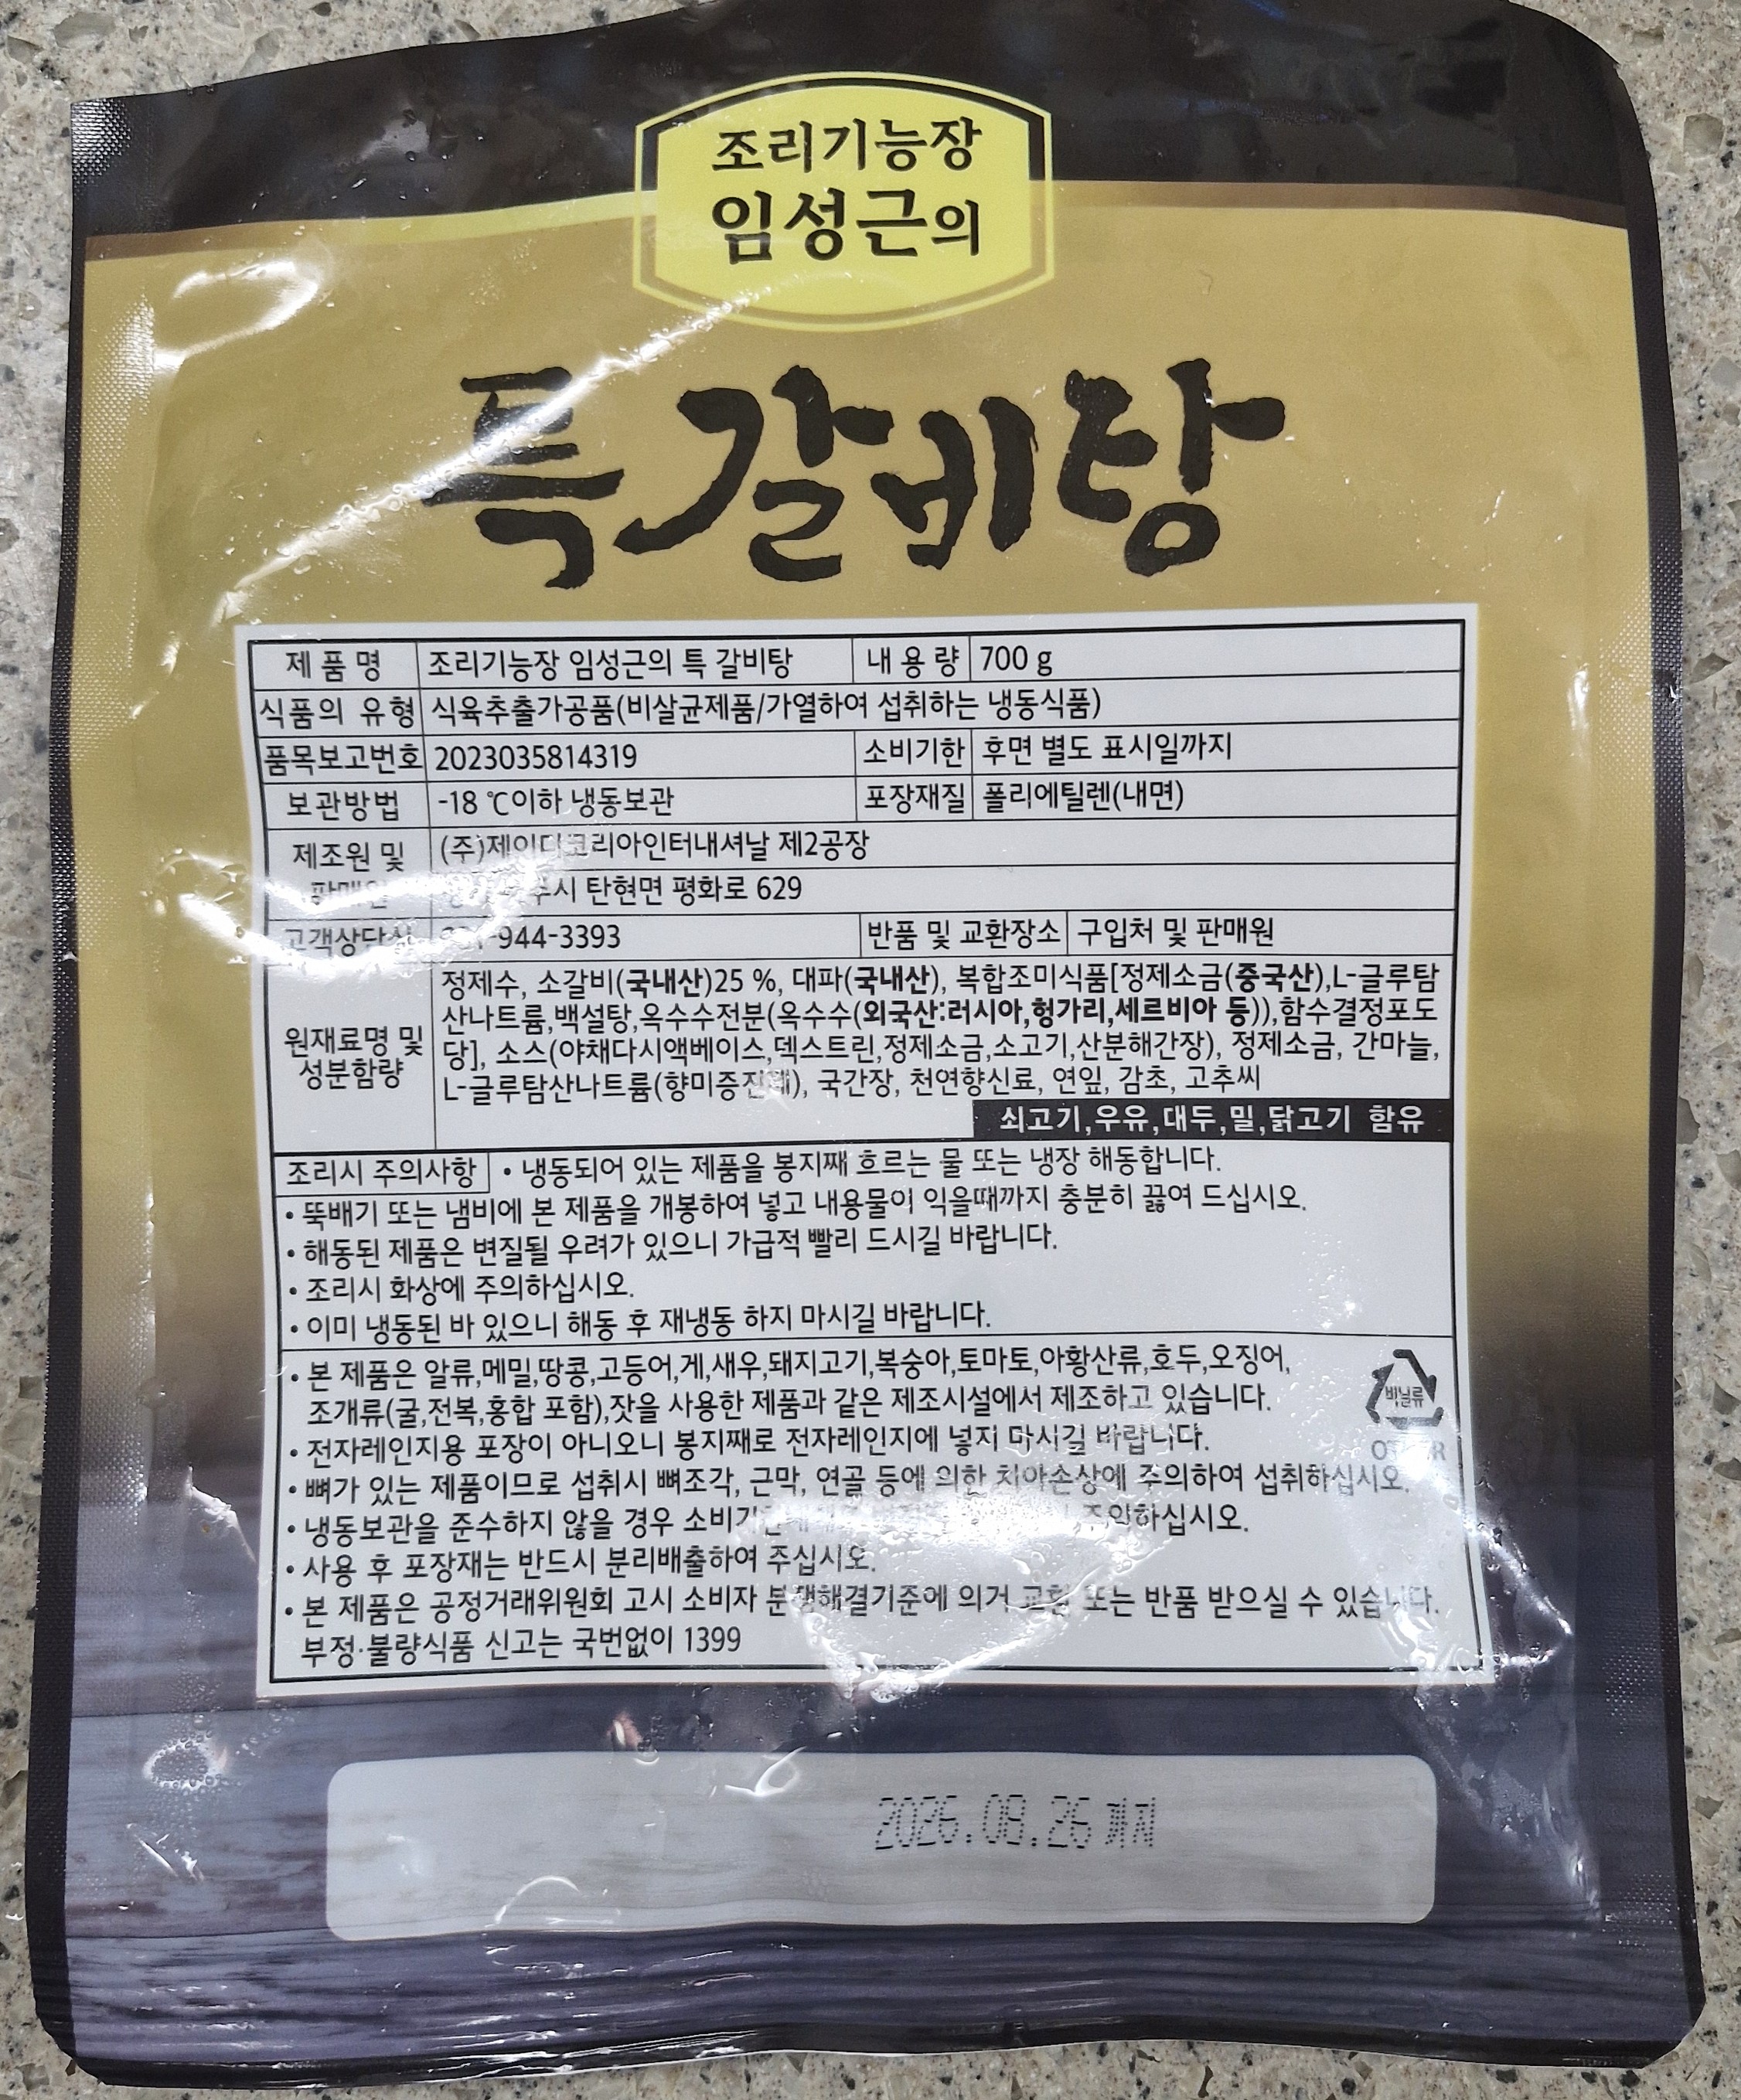 조리기능장
임성근의
특갈비탕
제 품 명 조리기능장 임성근의 특 갈비탕 내 용 량 700 g
식품의 유형 식육추출가공품(비살균제품/가열하여 섭취하는 냉동식품)
품목보고번호 2023035814319 소비기한 후면 별도 표시일까지
보관방법 -18 ℃이하 냉동보관 포장재질 폴리에틸렌(내면)
제조원 및 (주)제이디코리아인터내셔날 제2공장
판매원 탄현면 평화로 629
고객상담실 -944-3393 반품 및 교환장소 구입처 및 판매원
원재료명 및 성분함량
정제수, 소갈비(국내산)25 %, 대파(국내산), 복합조미식품[정제소금(중국산),L-글루탐
산나트륨,백설탕,옥수수전분(옥수수(외국산:러시아,헝가리,세르비아 등)),함수결정포도
당], 소스(야채다시액베이스,덱스트린,정제소금,소고기,산분해간장), 정제소금, 간마늘,
L-글루탐산나트륨(향미증진제), 국간장, 천연향신료, 연잎, 감초, 고추씨
쇠고기,우유,대두,밀,닭고기 함유
조리시 주의사항 • 냉동되어 있는 제품을 봉지째 흐르는 물 또는 냉장 해동합니다.
• 뚝배기 또는 냄비에 본 제품을 개봉하여 넣고 내용물이 익을때까지 충분히 끓여 드십시오.
• 해동된 제품은 변질될 우려가 있으니 가급적 빨리 드시길 바랍니다.
• 조리시 화상에 주의하십시오.
• 이미 냉동된 바 있으니 해동 후 재냉동 하지 마시길 바랍니다.
• 본 제품은 알류,메밀,땅콩,고등어,게,새우,돼지고기,복숭아,토마토,아황산류,호두,오징어,
조개류(굴,전복,홍합 포함),잣을 사용한 제품과 같은 제조시설에서 제조하고 있습니다.
비닐류
OTHER
• 전자레인지용 포장이 아니오니 봉지째로 전자레인지에 넣지 마시길 바랍니다.
• 뼈가 있는 제품이므로 섭취시 뼈조각, 근막, 연골 등에 의한 치아손상에 주의하여 섭취하십시오.
• 냉동보관을 준수하지 않을 경우 주의하십시오.
• 사용 후 포장재는 반드시 분리배출하여 주십시오.
• 본 제품은 공정거래위원회 고시 소비자 분쟁해결기준에 의거 교환 또는 반품 받으실 수 있습니다.
부정·불량식품 신고는 국번없이 1399
2026.08.26 까지